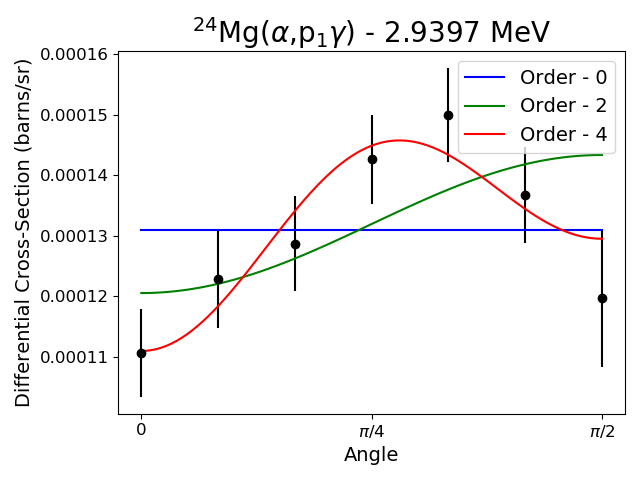 ²⁴Mg(α,p₁γ) - 2.9397 MeV
Differential Cross-Section (barns/sr)
0.00016
0.00015
0.00014
0.00013
0.00012
0.00011
Order - 0
Order - 2
Order - 4
0
π/4
π/2
Angle